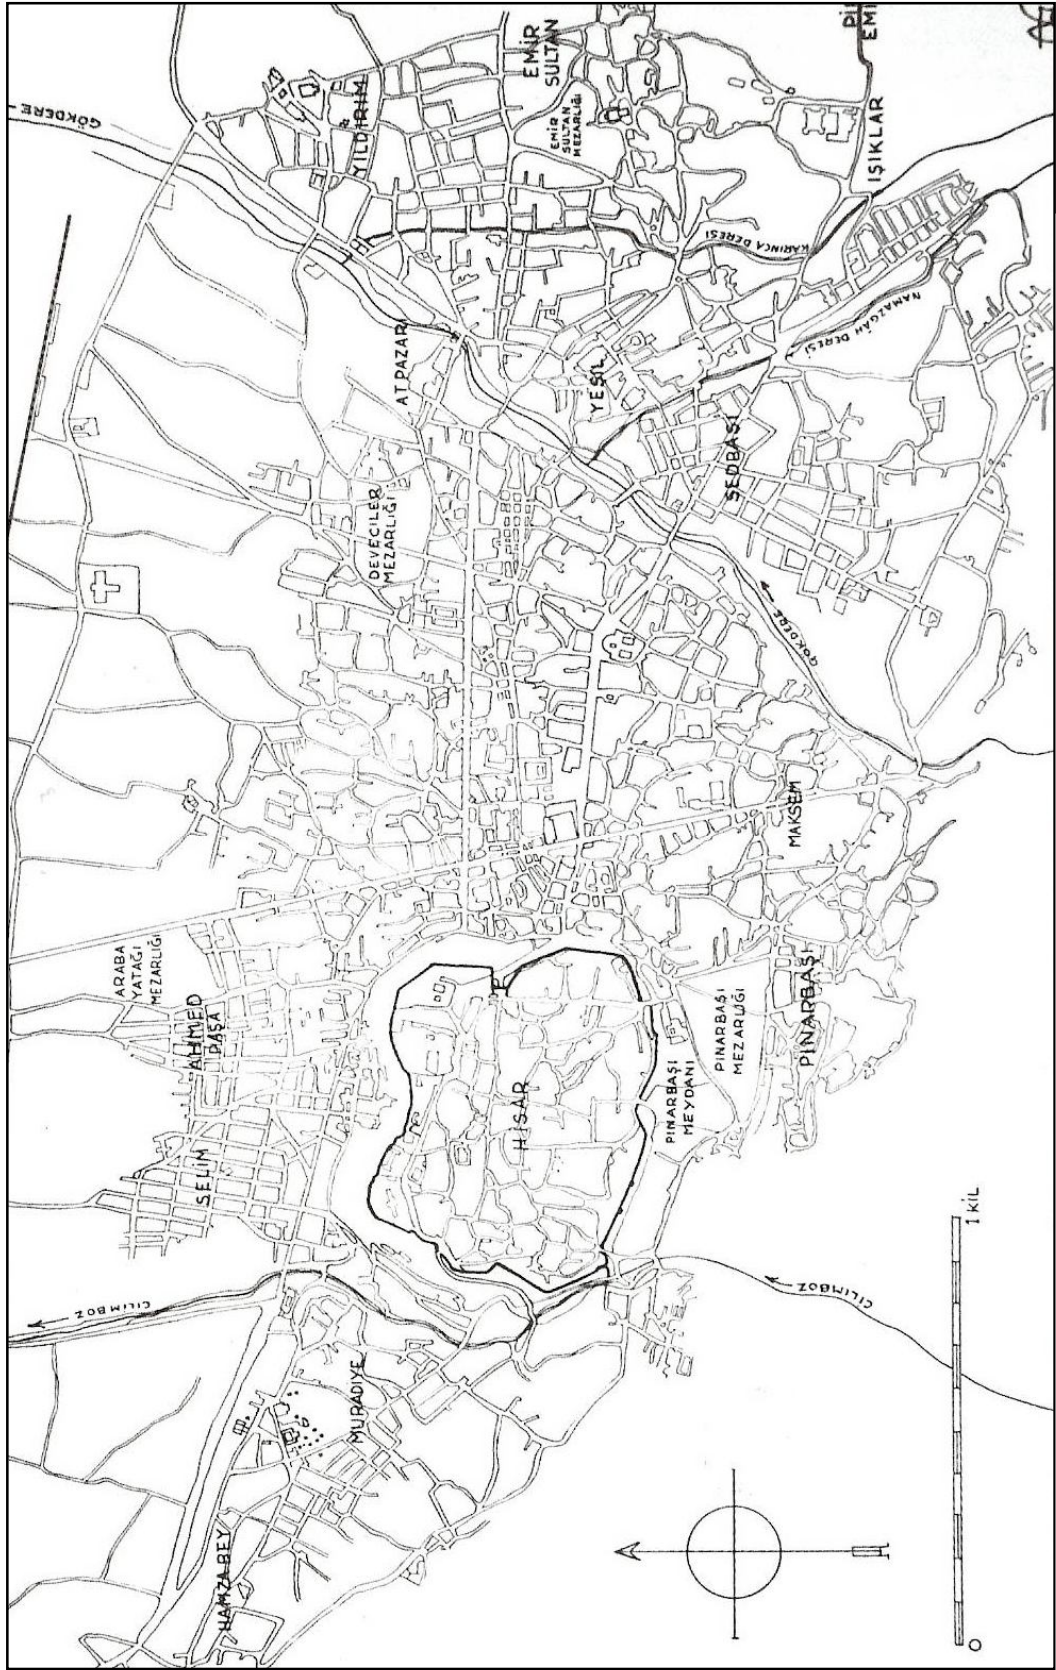 GÖKDERE
YILDIRIM
EMİR
SULTAN
EMİR
SULTAN
MEZARLIĞI
IŞIKLAR
KARINCA DERESİ
NAMAZGÂH DERESİ
ATPAZARI
YEŞİL
SEDBAŞI
DEVECİLER
MEZARLIĞI
GÖKDERE
MAKSEM
ARABA
YATAĞI
MEZARLIĞI
AHMED
PAŞA
PINARBAŞI
PINARBAŞI
MEZARLIĞI
PINARBAŞI
MEYDANI
HİSAR
SELİM
CILIMBOZ
CILIMBOZ
MURADİYE
HAMZABEY
0
1 KİL